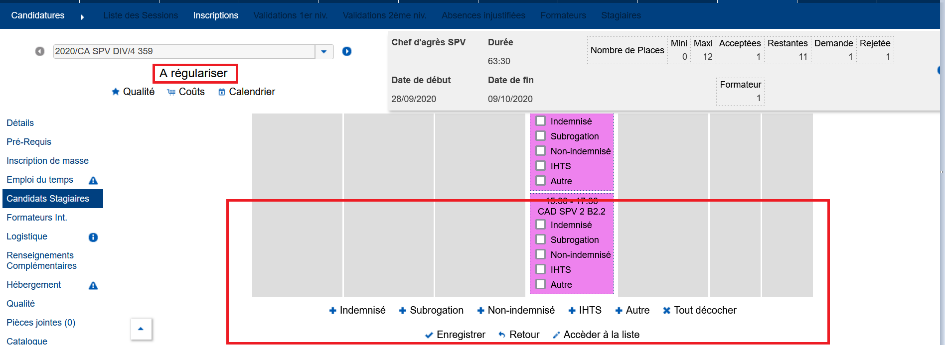 Candidatures Liste des Sessions Inscriptions Validations 1er niv. Validations 2ème niv. Absences injustifiées Formateurs Stagiaires
2020/CA SPV DIV/4 359
A régulariser
Qualité Coûts Calendrier
Chef d'agrès SPV Durée
63:30
Date de début Date de fin
28/09/2020 09/10/2020
Nombre de Places Mini Maxi Acceptées Restantes Demande Rejetée
0 12 1 11 1 1
Formateur
1
Détails
Pré-Requis
Inscription de masse
Emploi du temps
Candidats Stagiaires
Formateurs Int.
Logistique
Renseignements
Complémentaires
Hébergement
Qualité
Pièces jointes (0)
Catalogue
Indemnisé
Subrogation
Non-indemnisé
IHTS
Autre
CAD SPV 2 B2.2
Indemnisé
Subrogation
Non-indemnisé
IHTS
Autre
Indemnisé Subrogation Non-indemnisé IHTS Autre Tout décocher
Enregistrer Retour Accèder à la liste